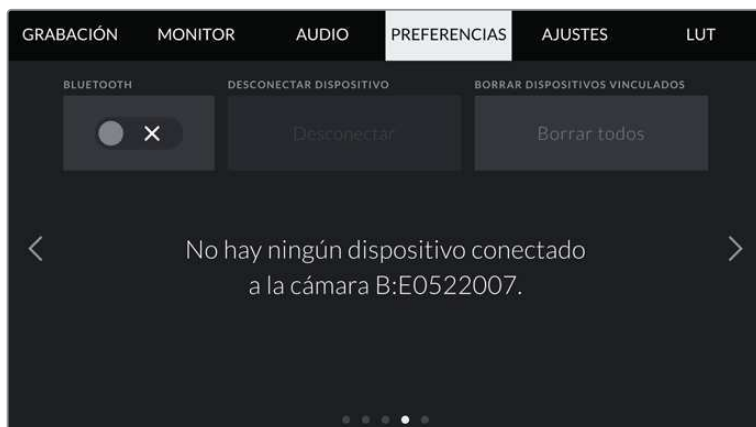 GRABACIÓN MONITOR AUDIO PREFERENCIAS AJUSTES LUT
BLUETOOTH DESCONECTAR DISPOSITIVO BORRAR DISPOSITIVOS VINCULADOS
Desconectar Borrar todos
No hay ningún dispositivo conectado
a la cámara B:E0522007.